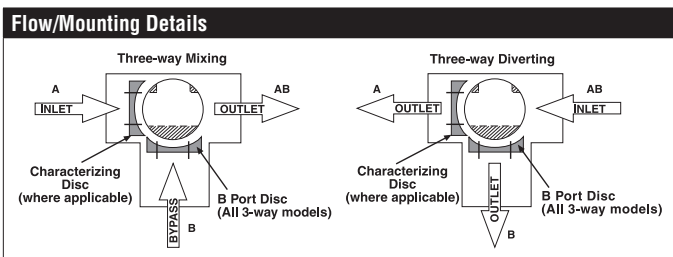 Flow/Mounting Details
Three-way Mixing
A
INLET
AB
OUTLET
Characterizing
Disc
(where applicable)
BYPASS
B
B Port Disc
(All 3-way models)
Three-way Diverting
A
OUTLET
AB
INLET
Characterizing
Disc
(where applicable)
OUTLET
B
B Port Disc
(All 3-way models)